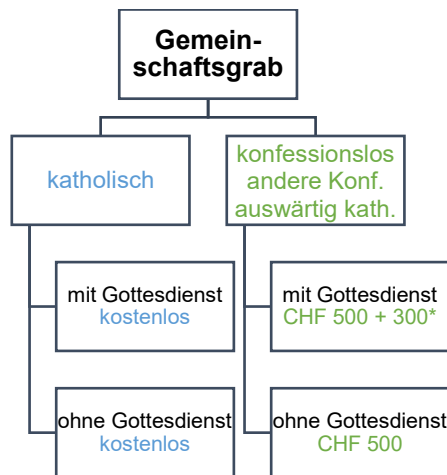 Gemein-
schaftsgrab
katholisch
konfessionslos
andere Konf.
auswärtig kath.
mit Gottesdienst
kostenlos
mit Gottesdienst
CHF 500 + 300*
ohne Gottesdienst
kostenlos
ohne Gottesdienst
CHF 500